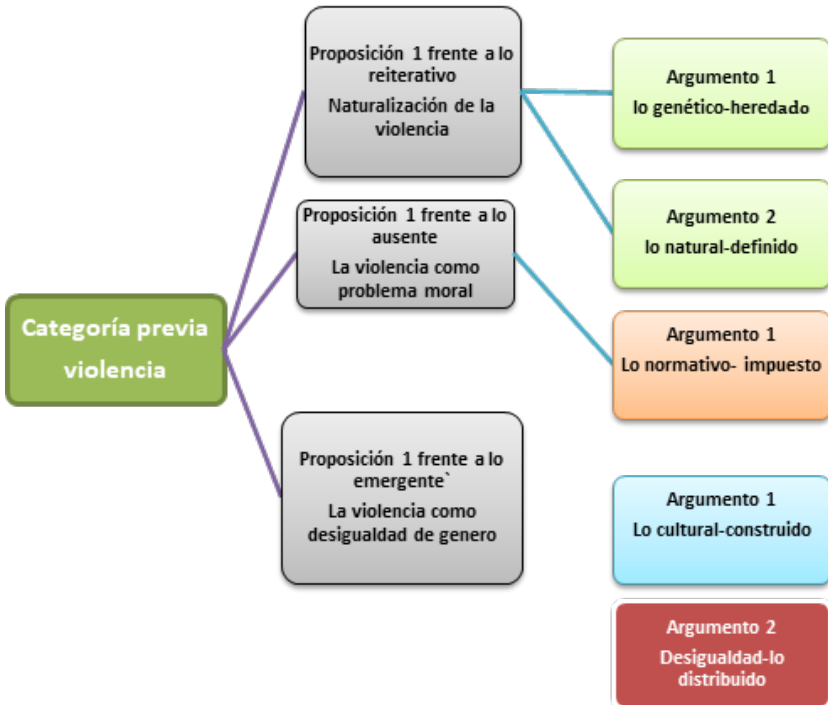 Categoría previa
violencia
Proposición 1 frente a lo
reiterativo
Naturalización de la
violencia
Proposición 1 frente a lo
ausente
La violencia como
problema moral
Proposición 1 frente a lo
emergente`
La violencia como
desigualdad de genero
Argumento 1
lo genético-heredado
Argumento 2
lo natural-definido
Argumento 1
Lo normativo- impuesto
Argumento 1
Lo cultural-construido
Argumento 2
Desigualdad-lo
distribuido